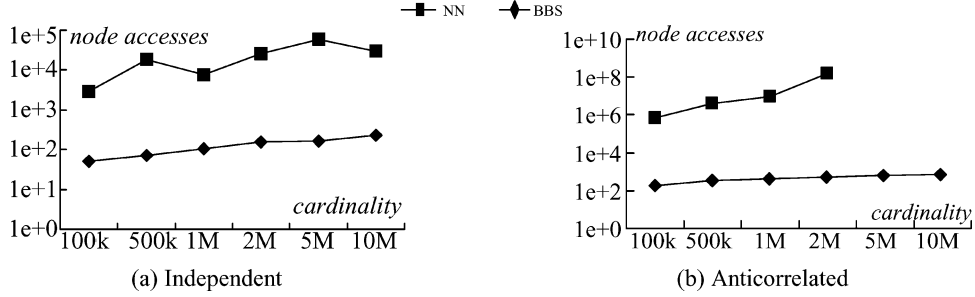 NN BBS
node accesses
1e+5
1e+4
1e+3
1e+2
1e+1
1e+0
cardinality
100k 500k 1M 2M 5M 10M
(a) Independent
node accesses
1e+10
1e+8
1e+6
1e+4
1e+2
1e+0
cardinality
100k 500k 1M 2M 5M 10M
(b) Anticorrelated